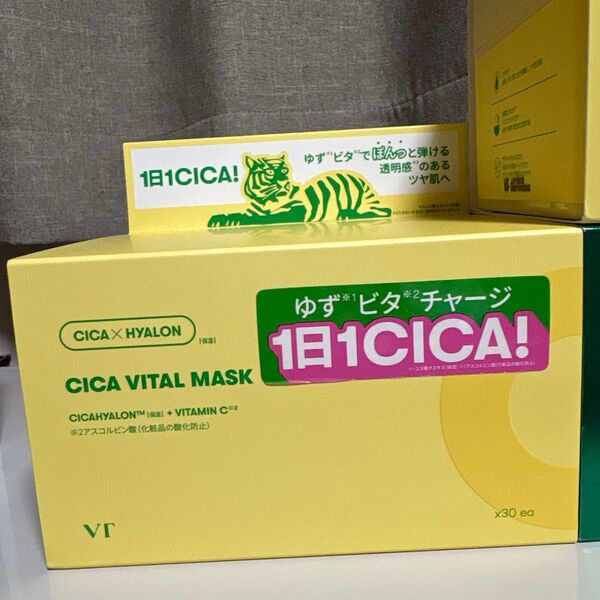 1日1CICA!
ゆず※1ビタ※2で ぽんっと弾ける
透明感※3のある
ツヤ肌へ
CICA×HYALON [保湿]
CICA VITAL MASK
CICAHYALON™ [保湿] + VITAMIN C※2
※2アスコルビン酸(化粧品の酸化防止)
VT
ゆず※1ビタ※2チャージ
1日1CICA!
x30 ea